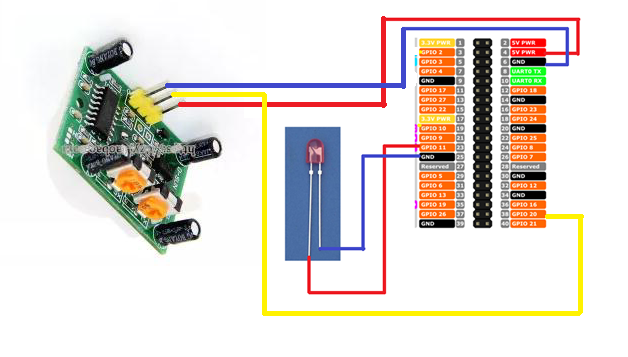 3.3V PWR 1 2 5V PWR
GPIO 2 3 4 5V PWR
GPIO 3 5 6 GND
GPIO 4 7 8 UART0 TX
GND 9 10 UART0 RX
GPIO 17 11 12 GPIO 18
GPIO 27 13 14 GND
GPIO 22 15 16 GPIO 23
3.3V PWR 17 18 GPIO 24
GPIO 10 19 20 GND
GPIO 9 21 22 GPIO 25
GPIO 11 23 24 GPIO 8
GND 25 26 GPIO 7
Reserved 27 28 Reserved
GPIO 5 29 30 GND
GPIO 6 31 32 GPIO 12
GPIO 13 33 34 GND
GPIO 19 35 36 GPIO 16
GPIO 26 37 38 GPIO 20
GND 39 40 GPIO 21